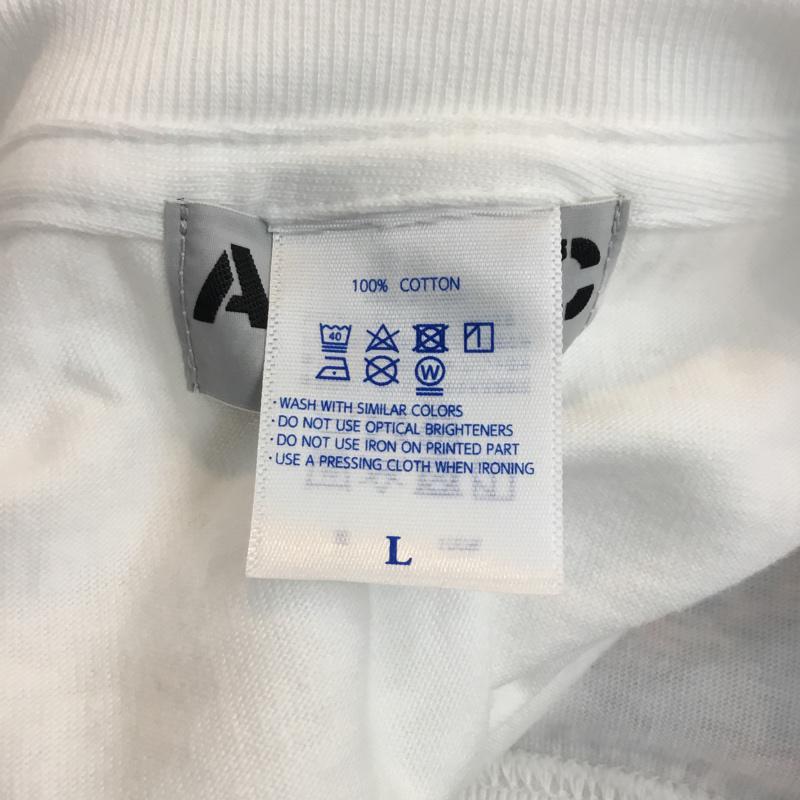 A
C
100% COTTON
40
W
· WASH WITH SIMILAR COLORS
· DO NOT USE OPTICAL BRIGHTENERS
· DO NOT USE IRON ON PRINTED PART
· USE A PRESSING CLOTH WHEN IRONING
L